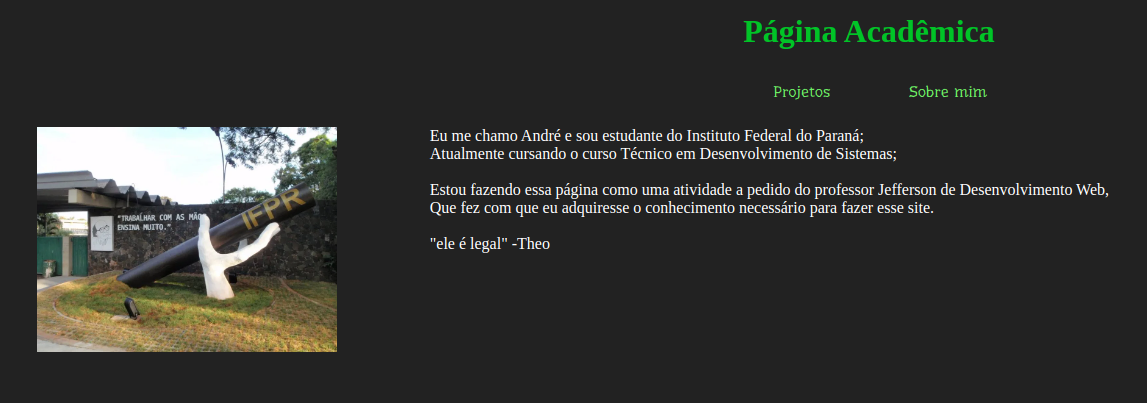 Página Acadêmica
Projetos
Sobre mim
"TRABALHAR COM AS MÃOS
ENSINA MUITO."
IFPR
Eu me chamo André e sou estudante do Instituto Federal do Paraná;
Atualmente cursando o curso Técnico em Desenvolvimento de Sistemas;
Estou fazendo essa página como uma atividade a pedido do professor Jefferson de Desenvolvimento Web,
Que fez com que eu adquiresse o conhecimento necessário para fazer esse site.
"ele é legal" -Theo